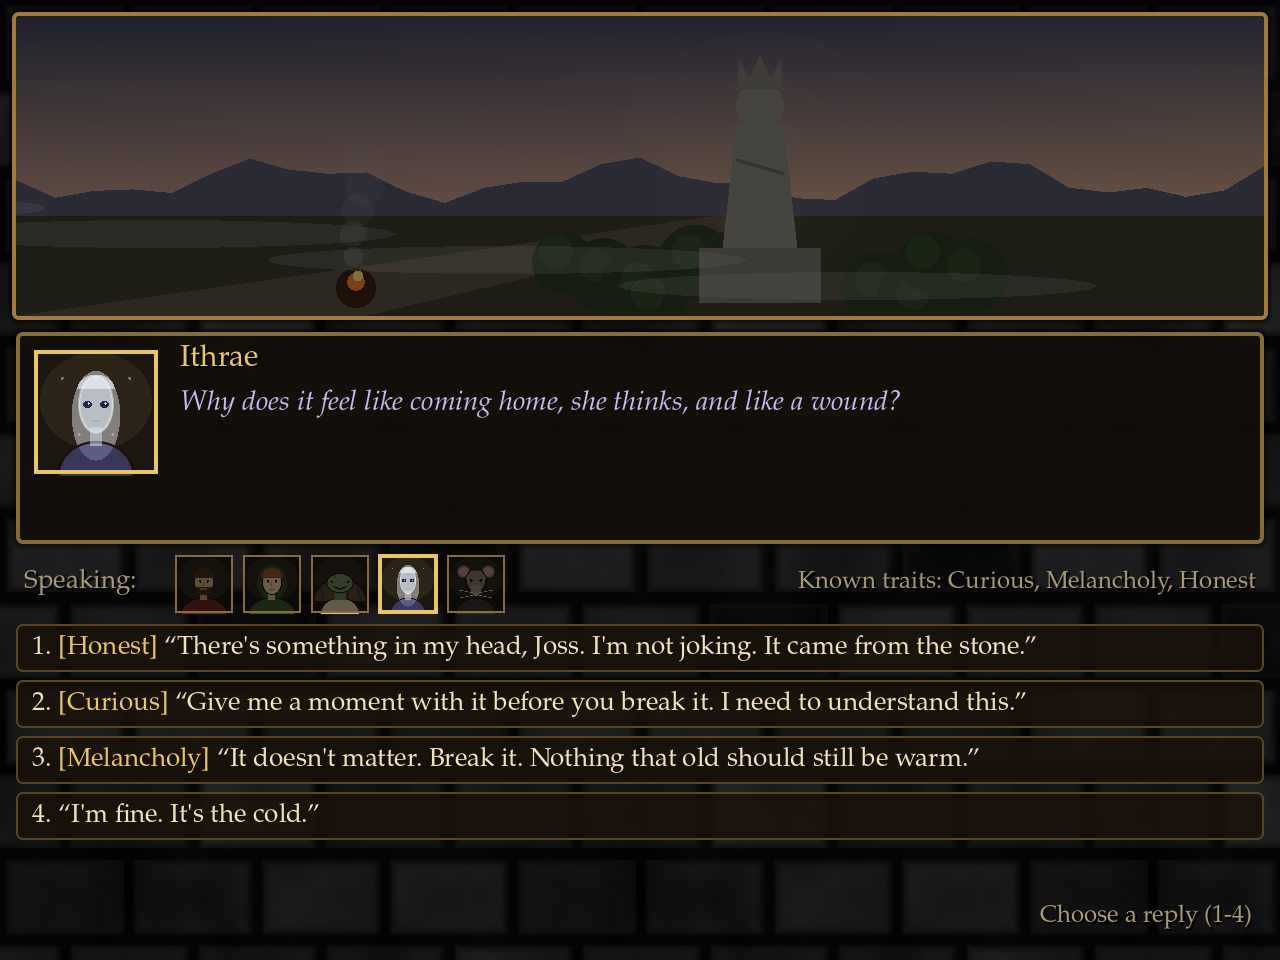 Ithrae
Why does it feel like coming home, she thinks, and like a wound?
Speaking:
Known traits: Curious, Melancholy, Honest
1. [Honest] “There's something in my head, Joss. I'm not joking. It came from the stone.”
2. [Curious] “Give me a moment with it before you break it. I need to understand this.”
3. [Melancholy] “It doesn't matter. Break it. Nothing that old should still be warm.”
4. “I'm fine. It's the cold.”
Choose a reply (1-4)